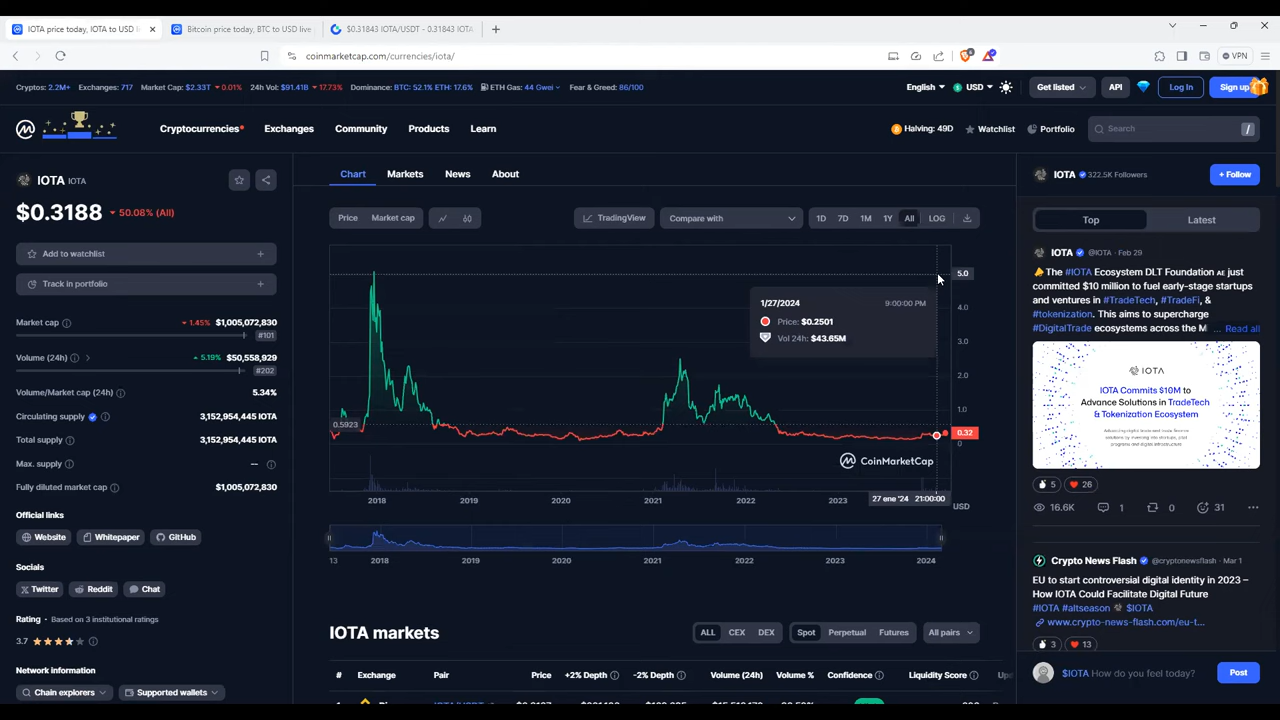 IOTA price today, IOTA to USD li
Bitcoin price today, BTC to USD live
$0.31843 IOTA/USDT - 0.31843 IOTA
coinmarketcap.com/currencies/iota/
VPN
Cryptos: 2.2M+ Exchanges: 717 Market Cap: $2.33T 0.01% 24h Vol: $91.41B 17.73% Dominance: BTC: 52.1% ETH: 17.6% ETH Gas: 44 Gwei Fear & Greed: 86/100
English USD Get listed API Log In Sign up
Cryptocurrencies Exchanges Community Products Learn
Halving: 49D Watchlist Portfolio Search /
IOTA IOTA
$0.3188 50.08% (All)
Add to watchlist +
Track in portfolio +
Market cap 1.45% $1,005,072,830
#101
Volume (24h) 5.19% $50,558,929
#202
Volume/Market cap (24h) 5.34%
Circulating supply 3,152,954,445 IOTA
Total supply 3,152,954,445 IOTA
Max. supply --
Fully diluted market cap $1,005,072,830
Official links
Website Whitepaper GitHub
Socials
Twitter Reddit Chat
Rating · Based on 3 institutional ratings
3.7
Network information
Chain explorers Supported wallets
Chart Markets News About
Price Market cap TradingView Compare with 1D 7D 1M 1Y All LOG
5.0
4.0
3.0
2.0
1.0
0.32
0
0.5923
1/27/2024 9:00:00 PM
Price: $0.2501
Vol 24h: $43.65M
CoinMarketCap
2018 2019 2020 2021 2022 2023 27 ene '24 21:00:00
USD
13 2018 2019 2020 2021 2022 2023 2024
IOTA markets
ALL CEX DEX Spot Perpetual Futures All pairs
# Exchange Pair Price +2% Depth -2% Depth Volume (24h) Volume % Confidence Liquidity Score
IOTA 322.5K Followers + Follow
Top Latest
IOTA @IOTA · Feb 29
The #IOTA Ecosystem DLT Foundation AE just
committed $10 million to fuel early-stage
startups and ventures in #TradeTech, #TradeFi, &
#tokenization. This aims to supercharge
#DigitalTrade ecosystems across the M ... Read all
IOTA
IOTA Commits $10M to
Advance Solutions in TradeTech
& Tokenization Ecosystem
5 26
16.6K 1 0 31
Crypto News Flash @cryptonewsflash · Mar 1
EU to start controversial digital identity in 2023 –
How IOTA Could Facilitate Digital Future
#IOTA #altseason $IOTA
www.crypto-news-flash.com/eu-t...
3 13
$IOTA How do you feel today? Post